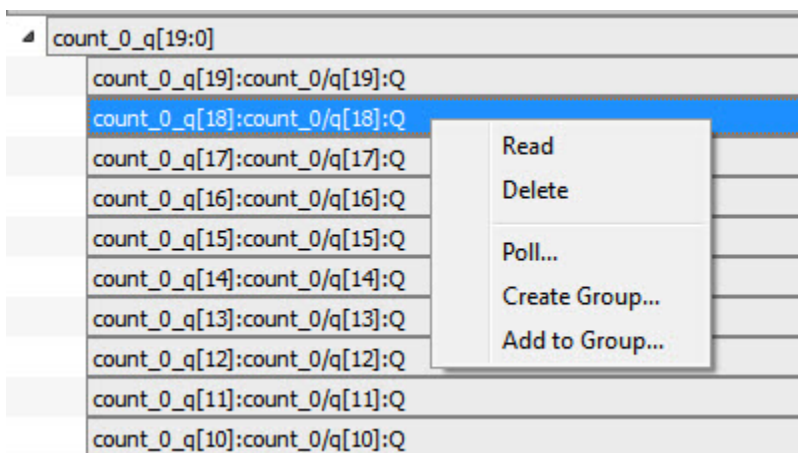 count_0_q[19:0]
count_0_q[19]:count_0/q[19]:Q
count_0_q[18]:count_0/q[18]:Q
count_0_q[17]:count_0/q[17]:Q
count_0_q[16]:count_0/q[16]:Q
count_0_q[15]:count_0/q[15]:Q
count_0_q[14]:count_0/q[14]:Q
count_0_q[13]:count_0/q[13]:Q
count_0_q[12]:count_0/q[12]:Q
count_0_q[11]:count_0/q[11]:Q
count_0_q[10]:count_0/q[10]:Q
Read
Delete
Poll...
Create Group...
Add to Group...